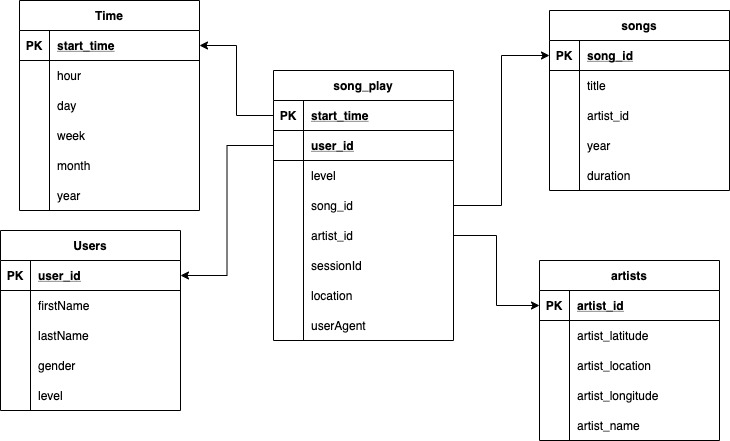 Time
PK start_time
hour
day
week
month
year
song_play
PK start_time
user_id
level
song_id
artist_id
sessionId
location
userAgent
songs
PK song_id
title
artist_id
year
duration
Users
PK user_id
firstName
lastName
gender
level
artists
PK artist_id
artist_latitude
artist_location
artist_longitude
artist_name